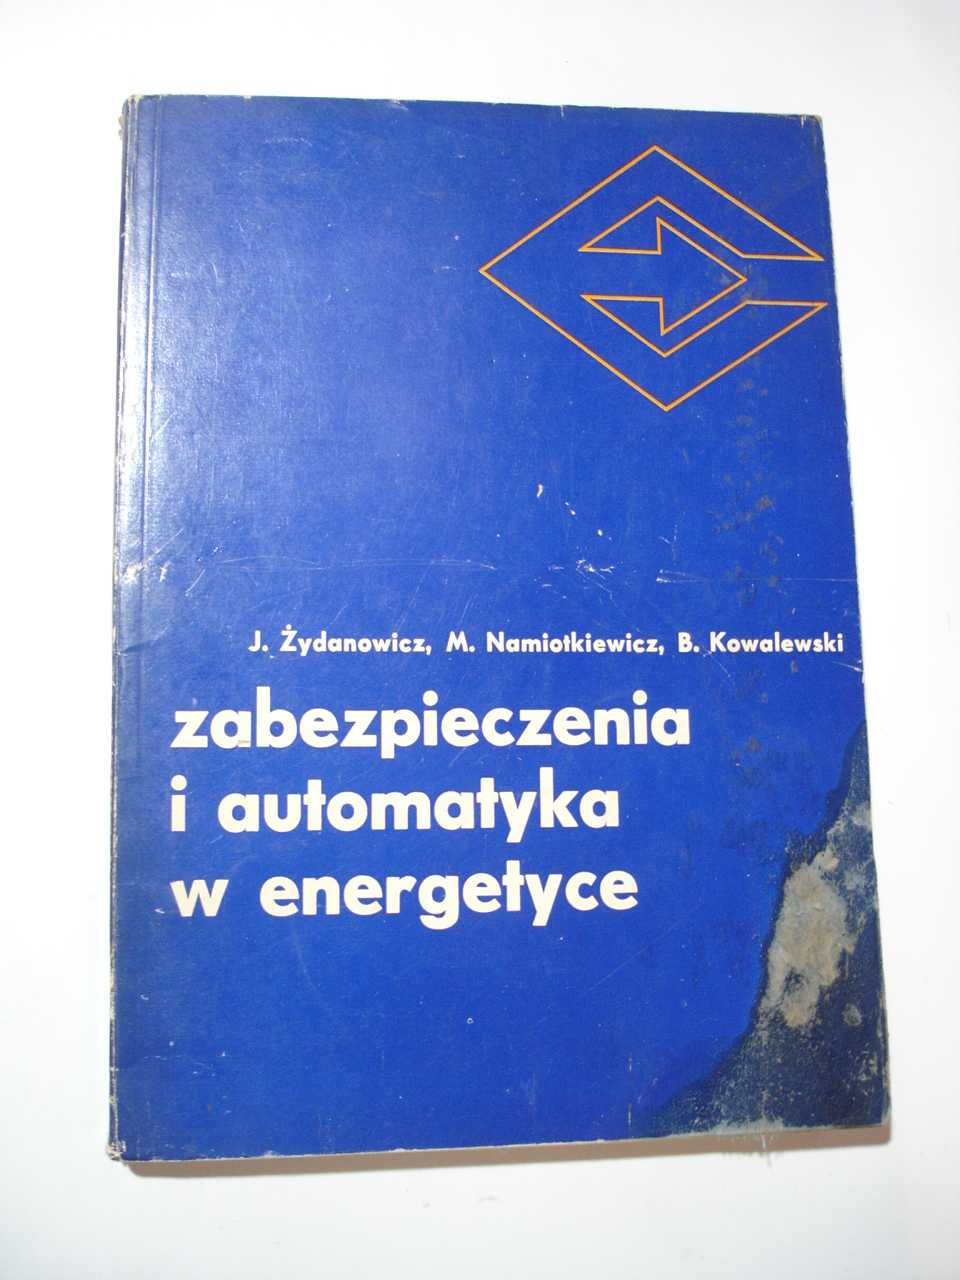 J. Żydanowicz, M. Namiotkiewicz, B. Kowalewski
zabezpieczenia
i automatyka
w energetyce